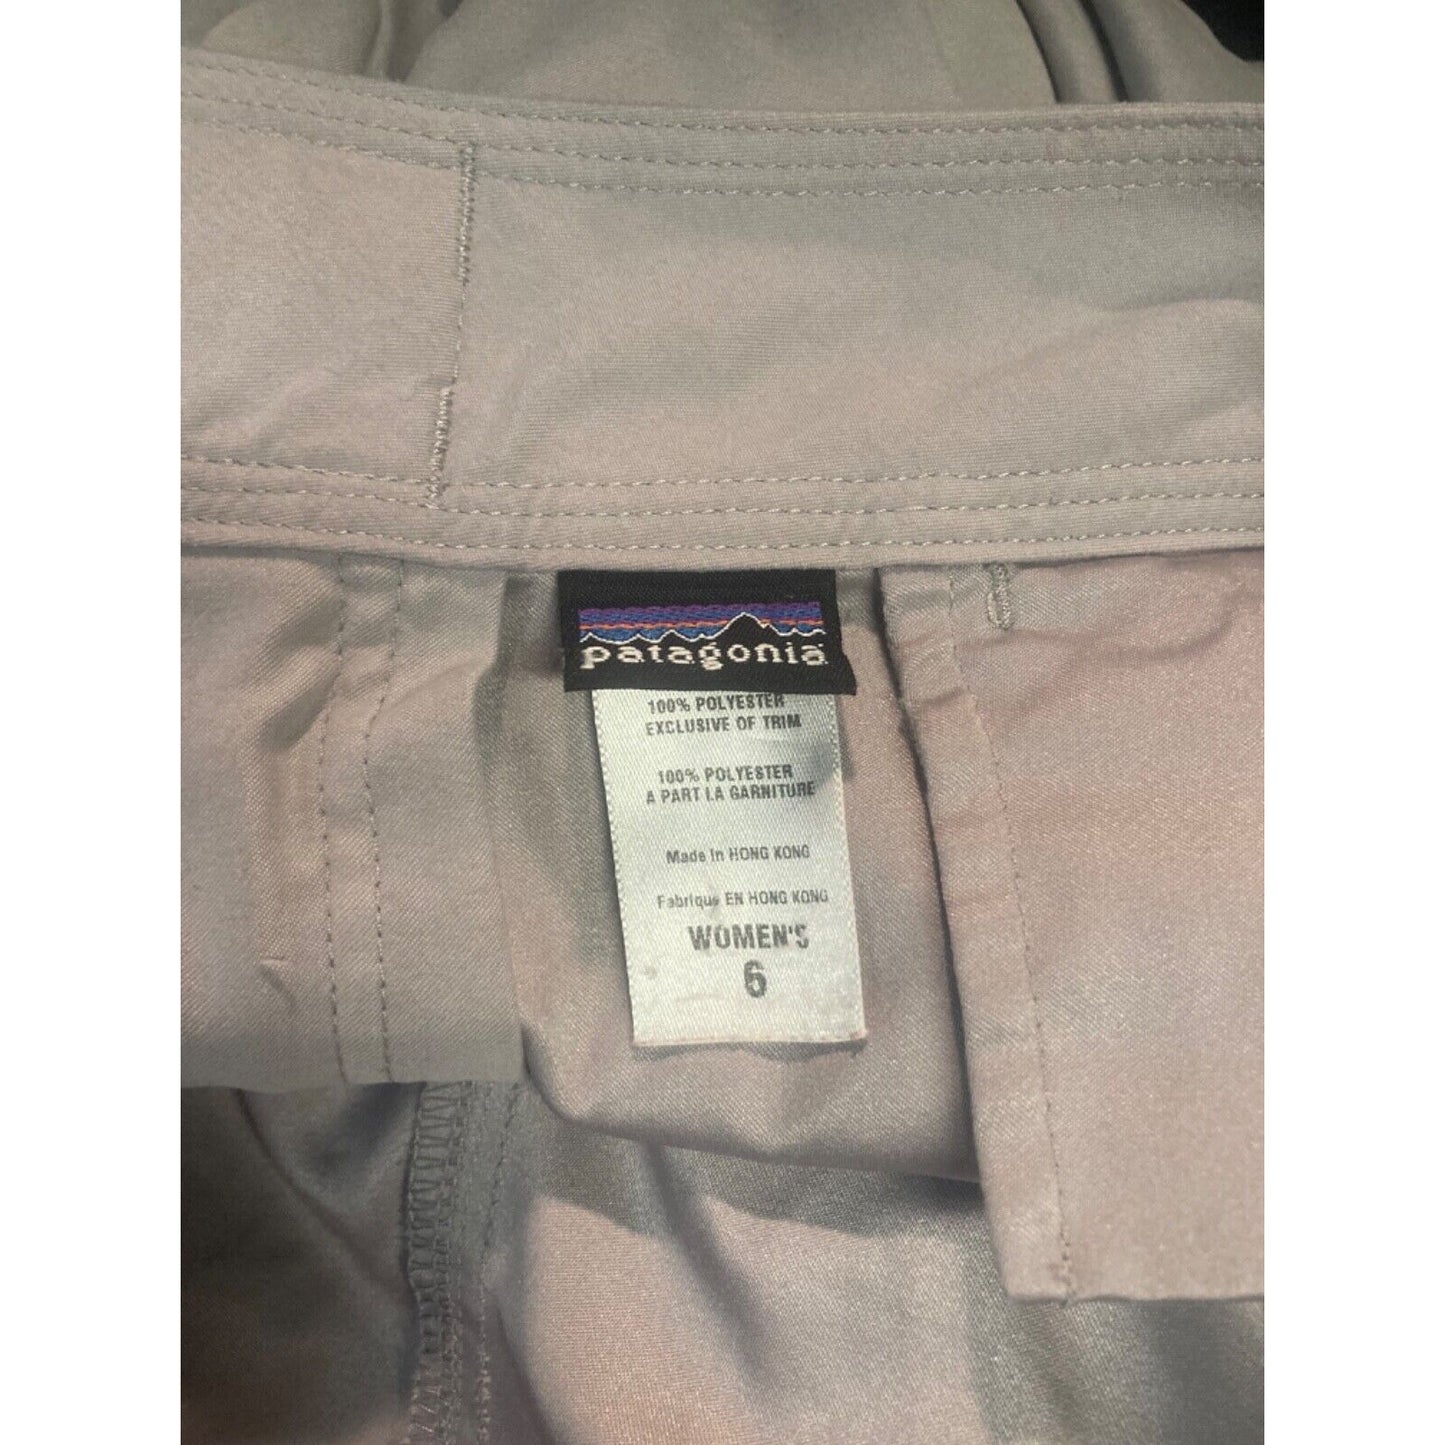 patagonia
100% POLYESTER
EXCLUSIVE OF TRIM
100% POLYESTER
A PART LA GARNITURE
Made in HONG KONG
Fabrique EN HONG KONG
WOMEN'S
6